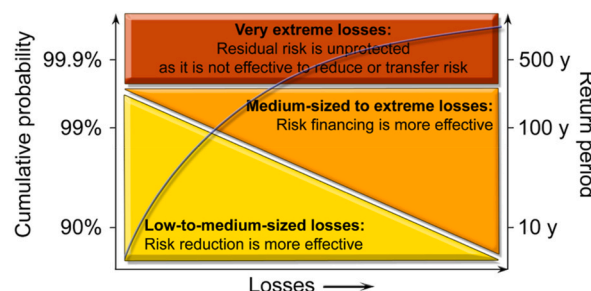 Very extreme losses:
Residual risk is unprotected
as it is not effective to reduce or transfer risk
Medium-sized to extreme losses:
Risk financing is more effective
Low-to-medium-sized losses:
Risk reduction is more effective
Cumulative probability
99.9%
99%
90%
500 y
100 y
10 y
Return period
Losses